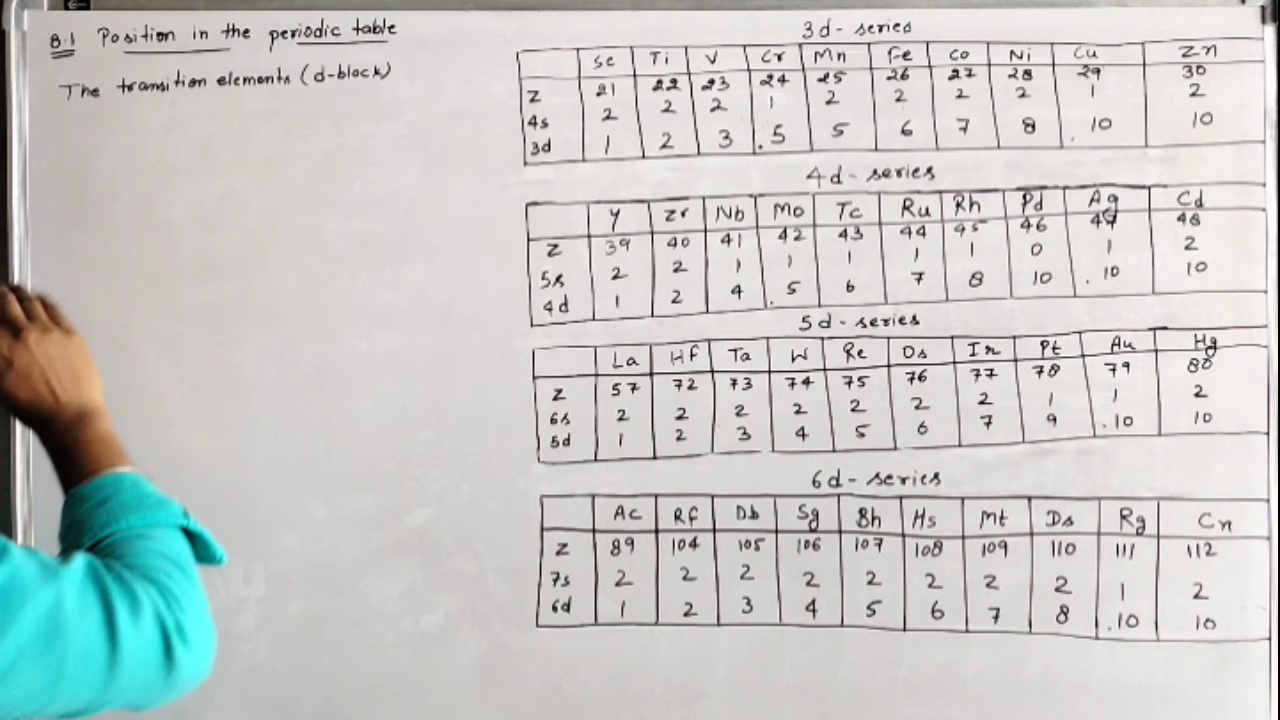 8.1 Position in the periodic table
The transition elements (d-block)
3d- series
Sc Ti V Cr Mn Fe Co Ni Cu Zn
Z 21 22 23 24 25 26 27 28 29 30
4s 2 2 2 1 2 2 2 2 1 2
3d 1 2 3 .5 5 6 7 8 .10 10
4d- series
Y Zr Nb Mo Tc Ru Rh Pd Ag Cd
Z 39 40 41 42 43 44 45 46 47 48
5s 2 2 1 1 1 1 1 0 1 2
4d 1 2 4 .5 6 7 8 10 .10 10
5d- series
La Hf Ta W Re Os Ir Pt Au Hg
Z 57 72 73 74 75 76 77 78 79 80
6s 2 2 2 2 2 2 2 1 1 2
5d 1 2 3 4 5 6 7 9 .10 10
6d- series
Ac Rf Db Sg Bh Hs Mt Ds Rg Cn
Z 89 104 105 106 107 108 109 110 111 112
7s 2 2 2 2 2 2 2 2 1 2
6d 1 2 3 4 5 6 7 8 .10 10